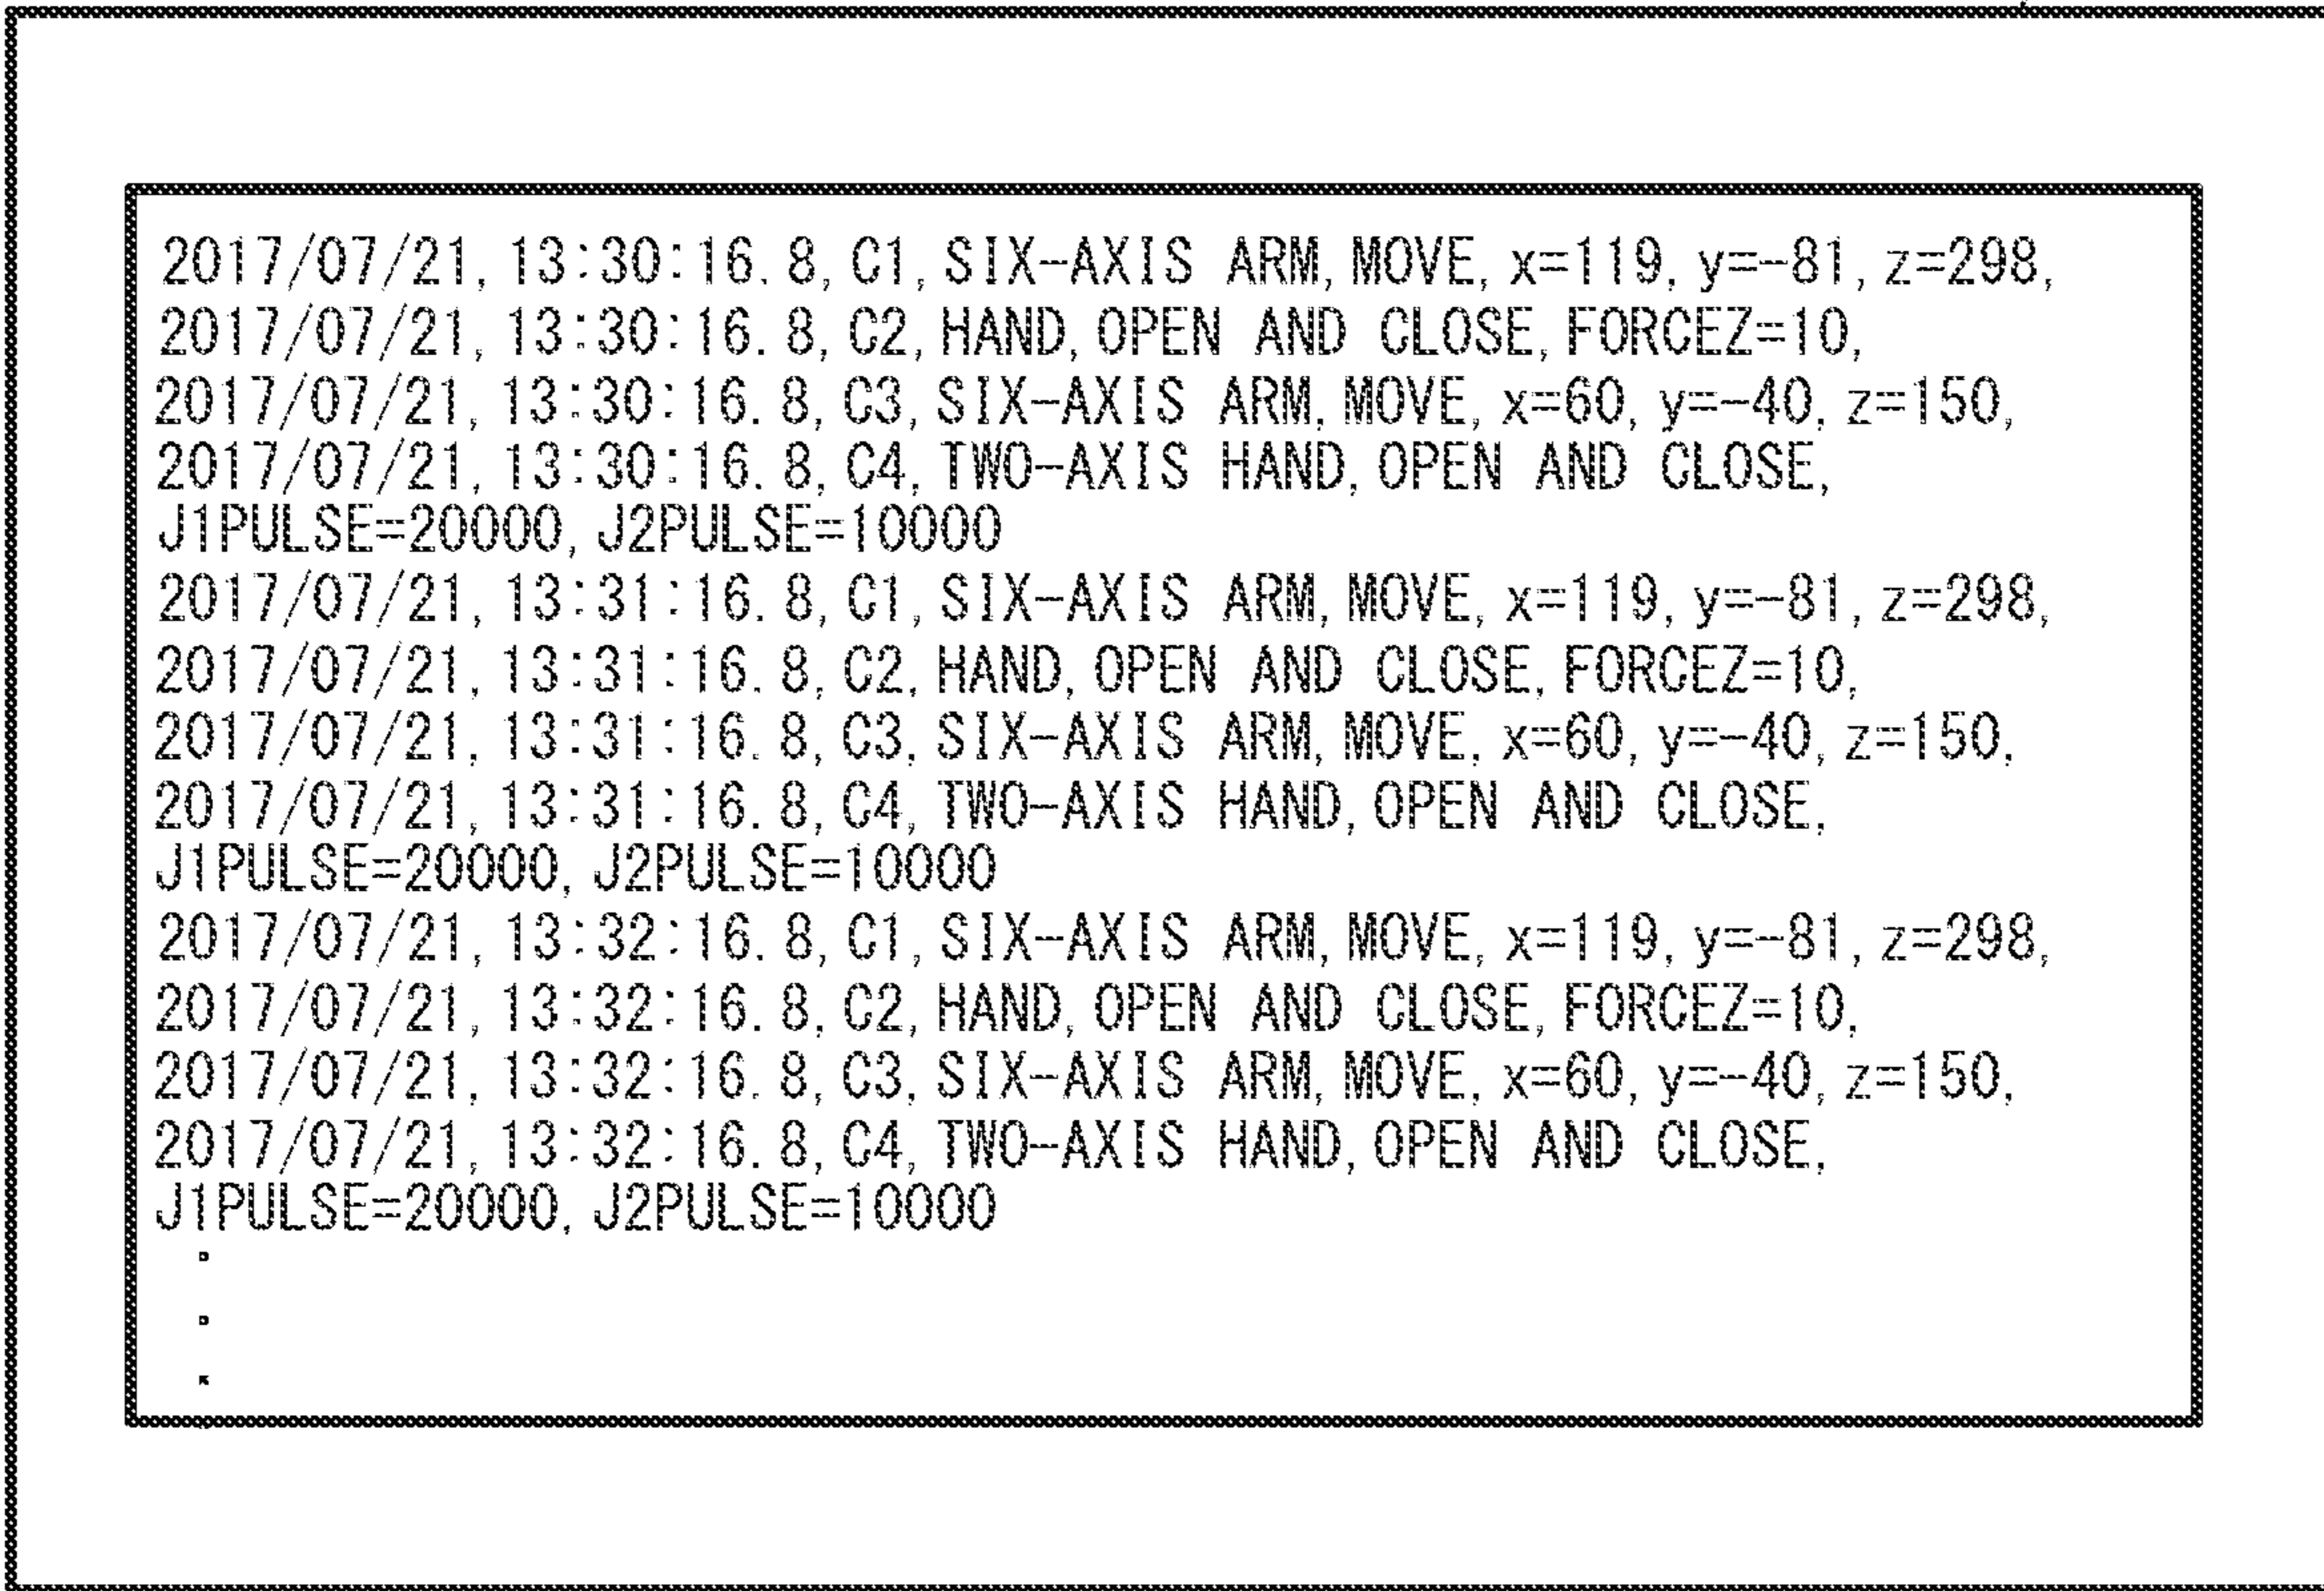 2017/07/21, 13:30:16.8, C1, SIX-AXIS ARM, MOVE, x=119, y=-81, z=298,
2017/07/21, 13:30:16.8, C2, HAND, OPEN AND CLOSE, FORCEZ=10,
2017/07/21, 13:30:16.8, C3, SIX-AXIS ARM, MOVE, x=60, y=-40, z=150,
2017/07/21, 13:30:16.8, C4, TWO-AXIS HAND, OPEN AND CLOSE,
J1PULSE=20000, J2PULSE=10000
2017/07/21, 13:31:16.8, C1, SIX-AXIS ARM, MOVE, x=119, y=-81, z=298,
2017/07/21, 13:31:16.8, C2, HAND, OPEN AND CLOSE, FORCEZ=10,
2017/07/21, 13:31:16.8, C3, SIX-AXIS ARM, MOVE, x=60, y=-40, z=150,
2017/07/21, 13:31:16.8, C4, TWO-AXIS HAND, OPEN AND CLOSE,
J1PULSE=20000, J2PULSE=10000
2017/07/21, 13:32:16.8, C1, SIX-AXIS ARM, MOVE, x=119, y=-81, z=298,
2017/07/21, 13:32:16.8, C2, HAND, OPEN AND CLOSE, FORCEZ=10,
2017/07/21, 13:32:16.8, C3, SIX-AXIS ARM, MOVE, x=60, y=-40, z=150,
2017/07/21, 13:32:16.8, C4, TWO-AXIS HAND, OPEN AND CLOSE,
J1PULSE=20000, J2PULSE=10000
.
.
.